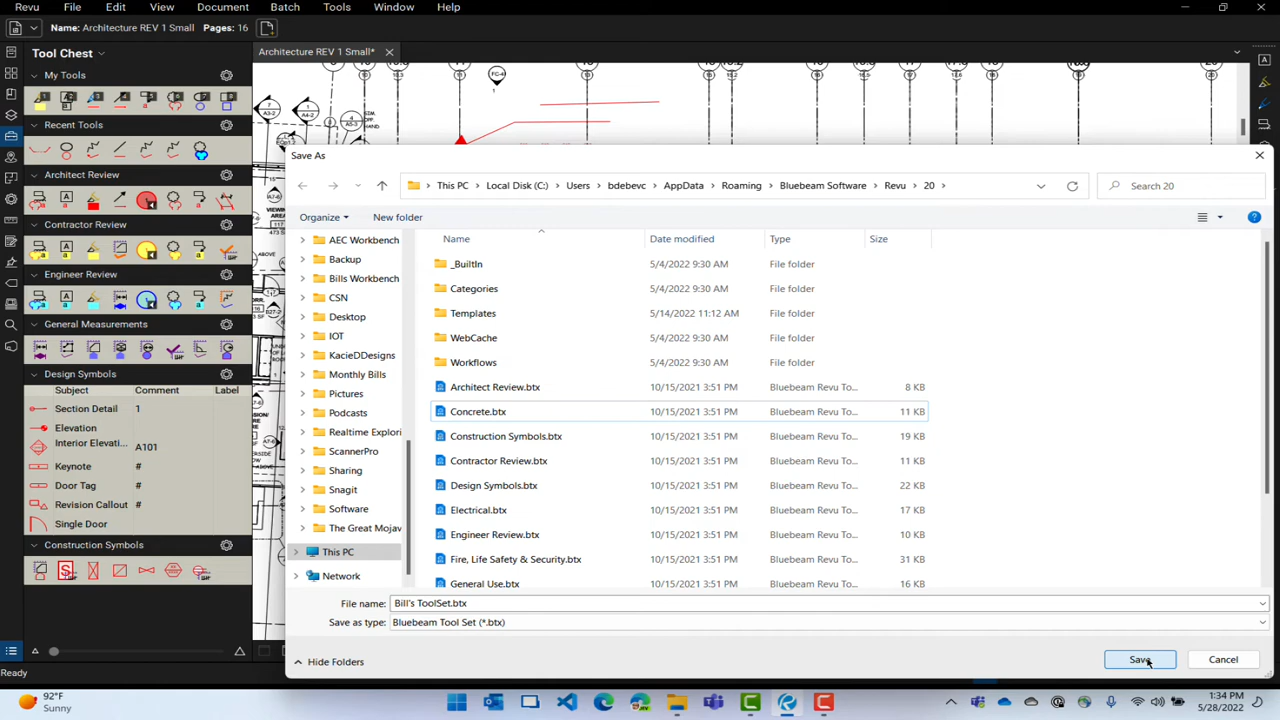 Revu File Edit View Document Batch Tools Window Help
Name: Architecture REV 1 Small Pages: 16
Tool Chest
Architecture REV 1 Small*
My Tools
Recent Tools
Architect Review
Contractor Review
Engineer Review
General Measurements
Design Symbols
Subject Comment Label
Section Detail 1
Elevation
Interior Elevati... A101
Keynote #
Door Tag #
Revision Callout #
Single Door
Construction Symbols
Save As
This PC Local Disk (C:) Users bdebevc AppData Roaming Bluebeam Software Revu 20
Search 20
Organize New folder
AEC Workbench
Backup
Bills Workbench
CSN
Desktop
IOT
KacieDDesigns
Monthly Bills
Pictures
Podcasts
Realtime Explori
ScannerPro
Sharing
Snagit
Software
The Great Mojav
This PC
Network
Name Date modified Type Size
_BuiltIn 5/4/2022 9:30 AM File folder
Categories 5/4/2022 9:30 AM File folder
Templates 5/14/2022 11:12 AM File folder
WebCache 5/4/2022 9:30 AM File folder
Workflows 5/4/2022 9:30 AM File folder
Architect Review.btx 10/15/2021 3:51 PM Bluebeam Revu To... 8 KB
Concrete.btx 10/15/2021 3:51 PM Bluebeam Revu To... 11 KB
Construction Symbols.btx 10/15/2021 3:51 PM Bluebeam Revu To... 19 KB
Contractor Review.btx 10/15/2021 3:51 PM Bluebeam Revu To... 11 KB
Design Symbols.btx 10/15/2021 3:51 PM Bluebeam Revu To... 22 KB
Electrical.btx 10/15/2021 3:51 PM Bluebeam Revu To... 17 KB
Engineer Review.btx 10/15/2021 3:51 PM Bluebeam Revu To... 10 KB
Fire, Life Safety & Security.btx 10/15/2021 3:51 PM Bluebeam Revu To... 31 KB
General Use.btx 10/15/2021 3:51 PM Bluebeam Revu To... 16 KB
File name: Bill's ToolSet.btx
Save as type: Bluebeam Tool Set (*.btx)
Hide Folders
Save Cancel
Ready
92°F
Sunny
1:34 PM
5/28/2022